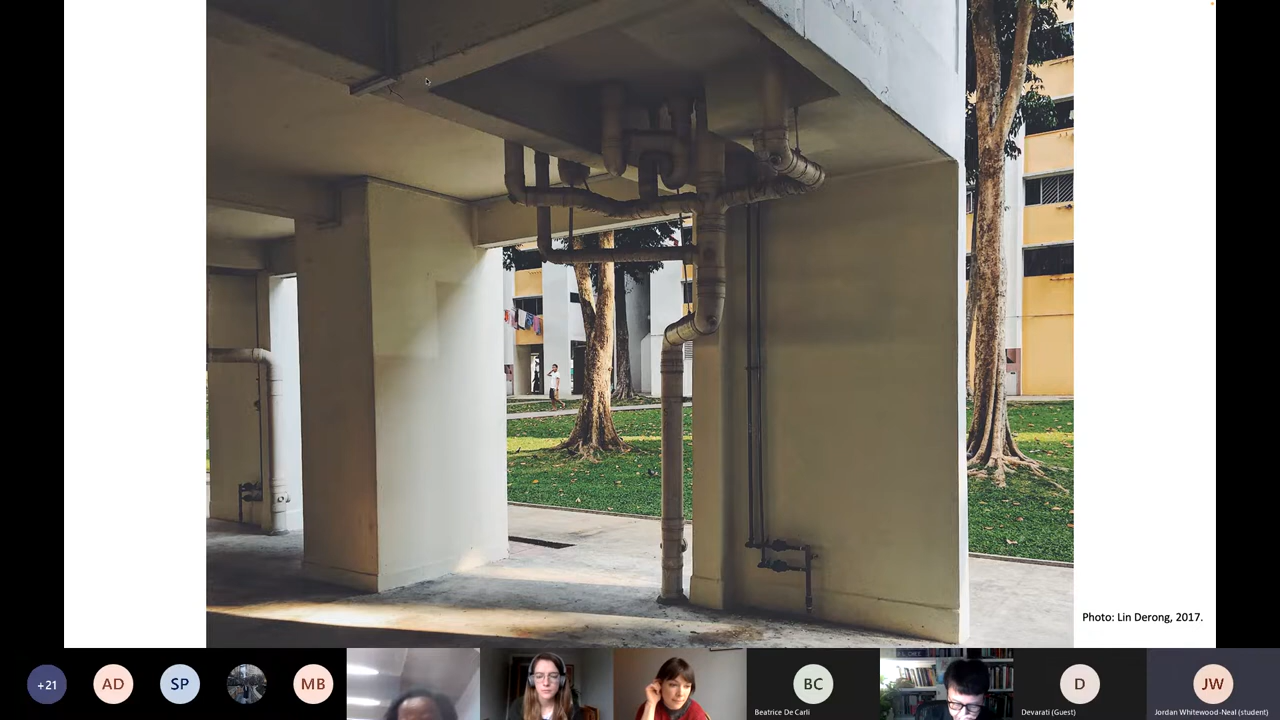 Photo: Lin Derong, 2017.
+21
AD
SP
MB
BC
Beatrice De Carli
D
Devarati (Guest)
JW
Jordan Whitewood-Neal (student)